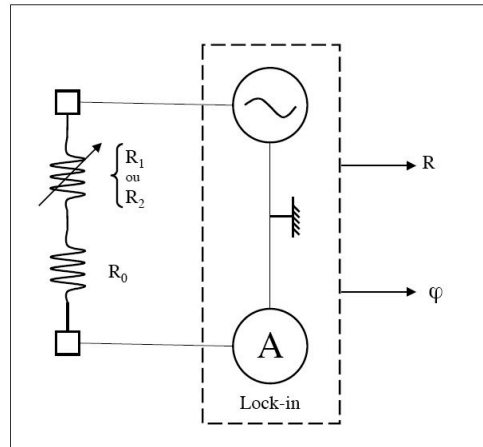 R₁
ou
R₂
R₀
A
Lock-in
R
φ